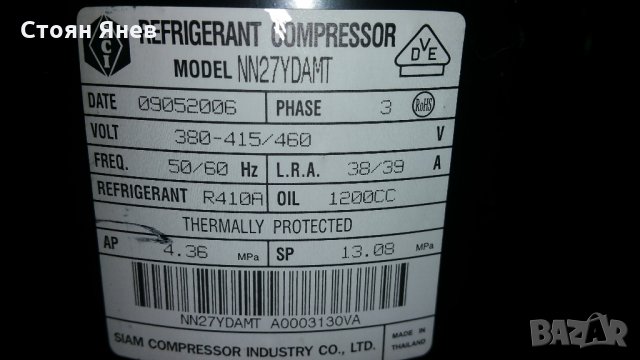 Стоян Янев
CI
REFRIGERANT COMPRESSOR
MODEL NN27YDAMT
DVE
DATE 09052006 PHASE 3 RoHS
VOLT 380-415/460 V
FREQ. 50/60 Hz L.R.A. 38/39 A
REFRIGERANT R410A OIL 1200CC
THERMALLY PROTECTED
AP 4.36 MPa SP 13.08 MPa
NN27YDAMT A0003130VA
SIAM COMPRESSOR INDUSTRY CO., LTD.
MADE IN
THAILAND
BAZAR